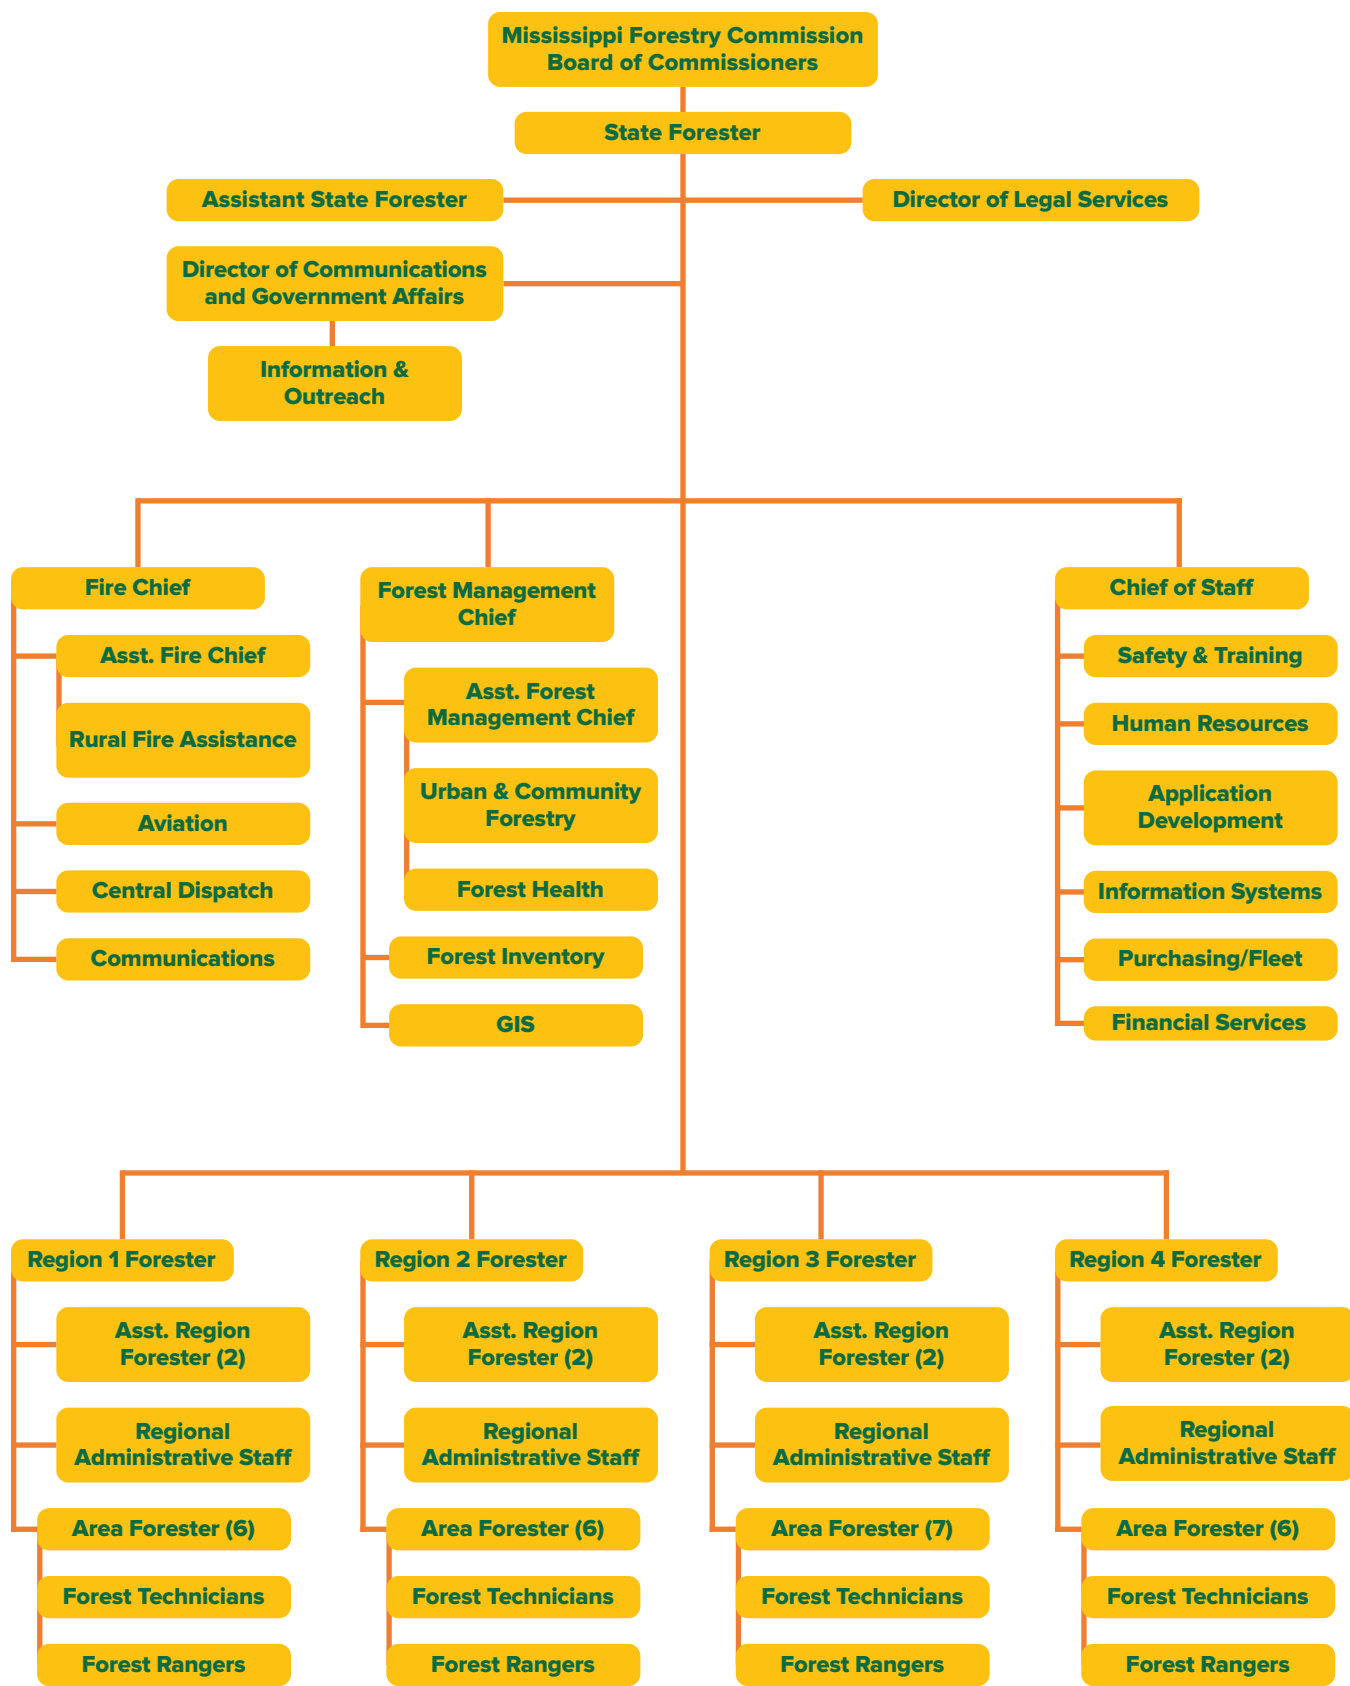 Mississippi Forestry Commission
Board of Commissioners
State Forester
Assistant State Forester
Director of Legal Services
Director of Communications
and Government Affairs
Information &
Outreach
Fire Chief
Asst. Fire Chief
Rural Fire Assistance
Aviation
Central Dispatch
Communications
Forest Management
Chief
Asst. Forest
Management Chief
Urban & Community
Forestry
Forest Health
Forest Inventory
GIS
Chief of Staff
Safety & Training
Human Resources
Application
Development
Information Systems
Purchasing/Fleet
Financial Services
Region 1 Forester
Asst. Region
Forester (2)
Regional
Administrative Staff
Area Forester (6)
Forest Technicians
Forest Rangers
Region 2 Forester
Asst. Region
Forester (2)
Regional
Administrative Staff
Area Forester (6)
Forest Technicians
Forest Rangers
Region 3 Forester
Asst. Region
Forester (2)
Regional
Administrative Staff
Area Forester (7)
Forest Technicians
Forest Rangers
Region 4 Forester
Asst. Region
Forester (2)
Regional
Administrative Staff
Area Forester (6)
Forest Technicians
Forest Rangers